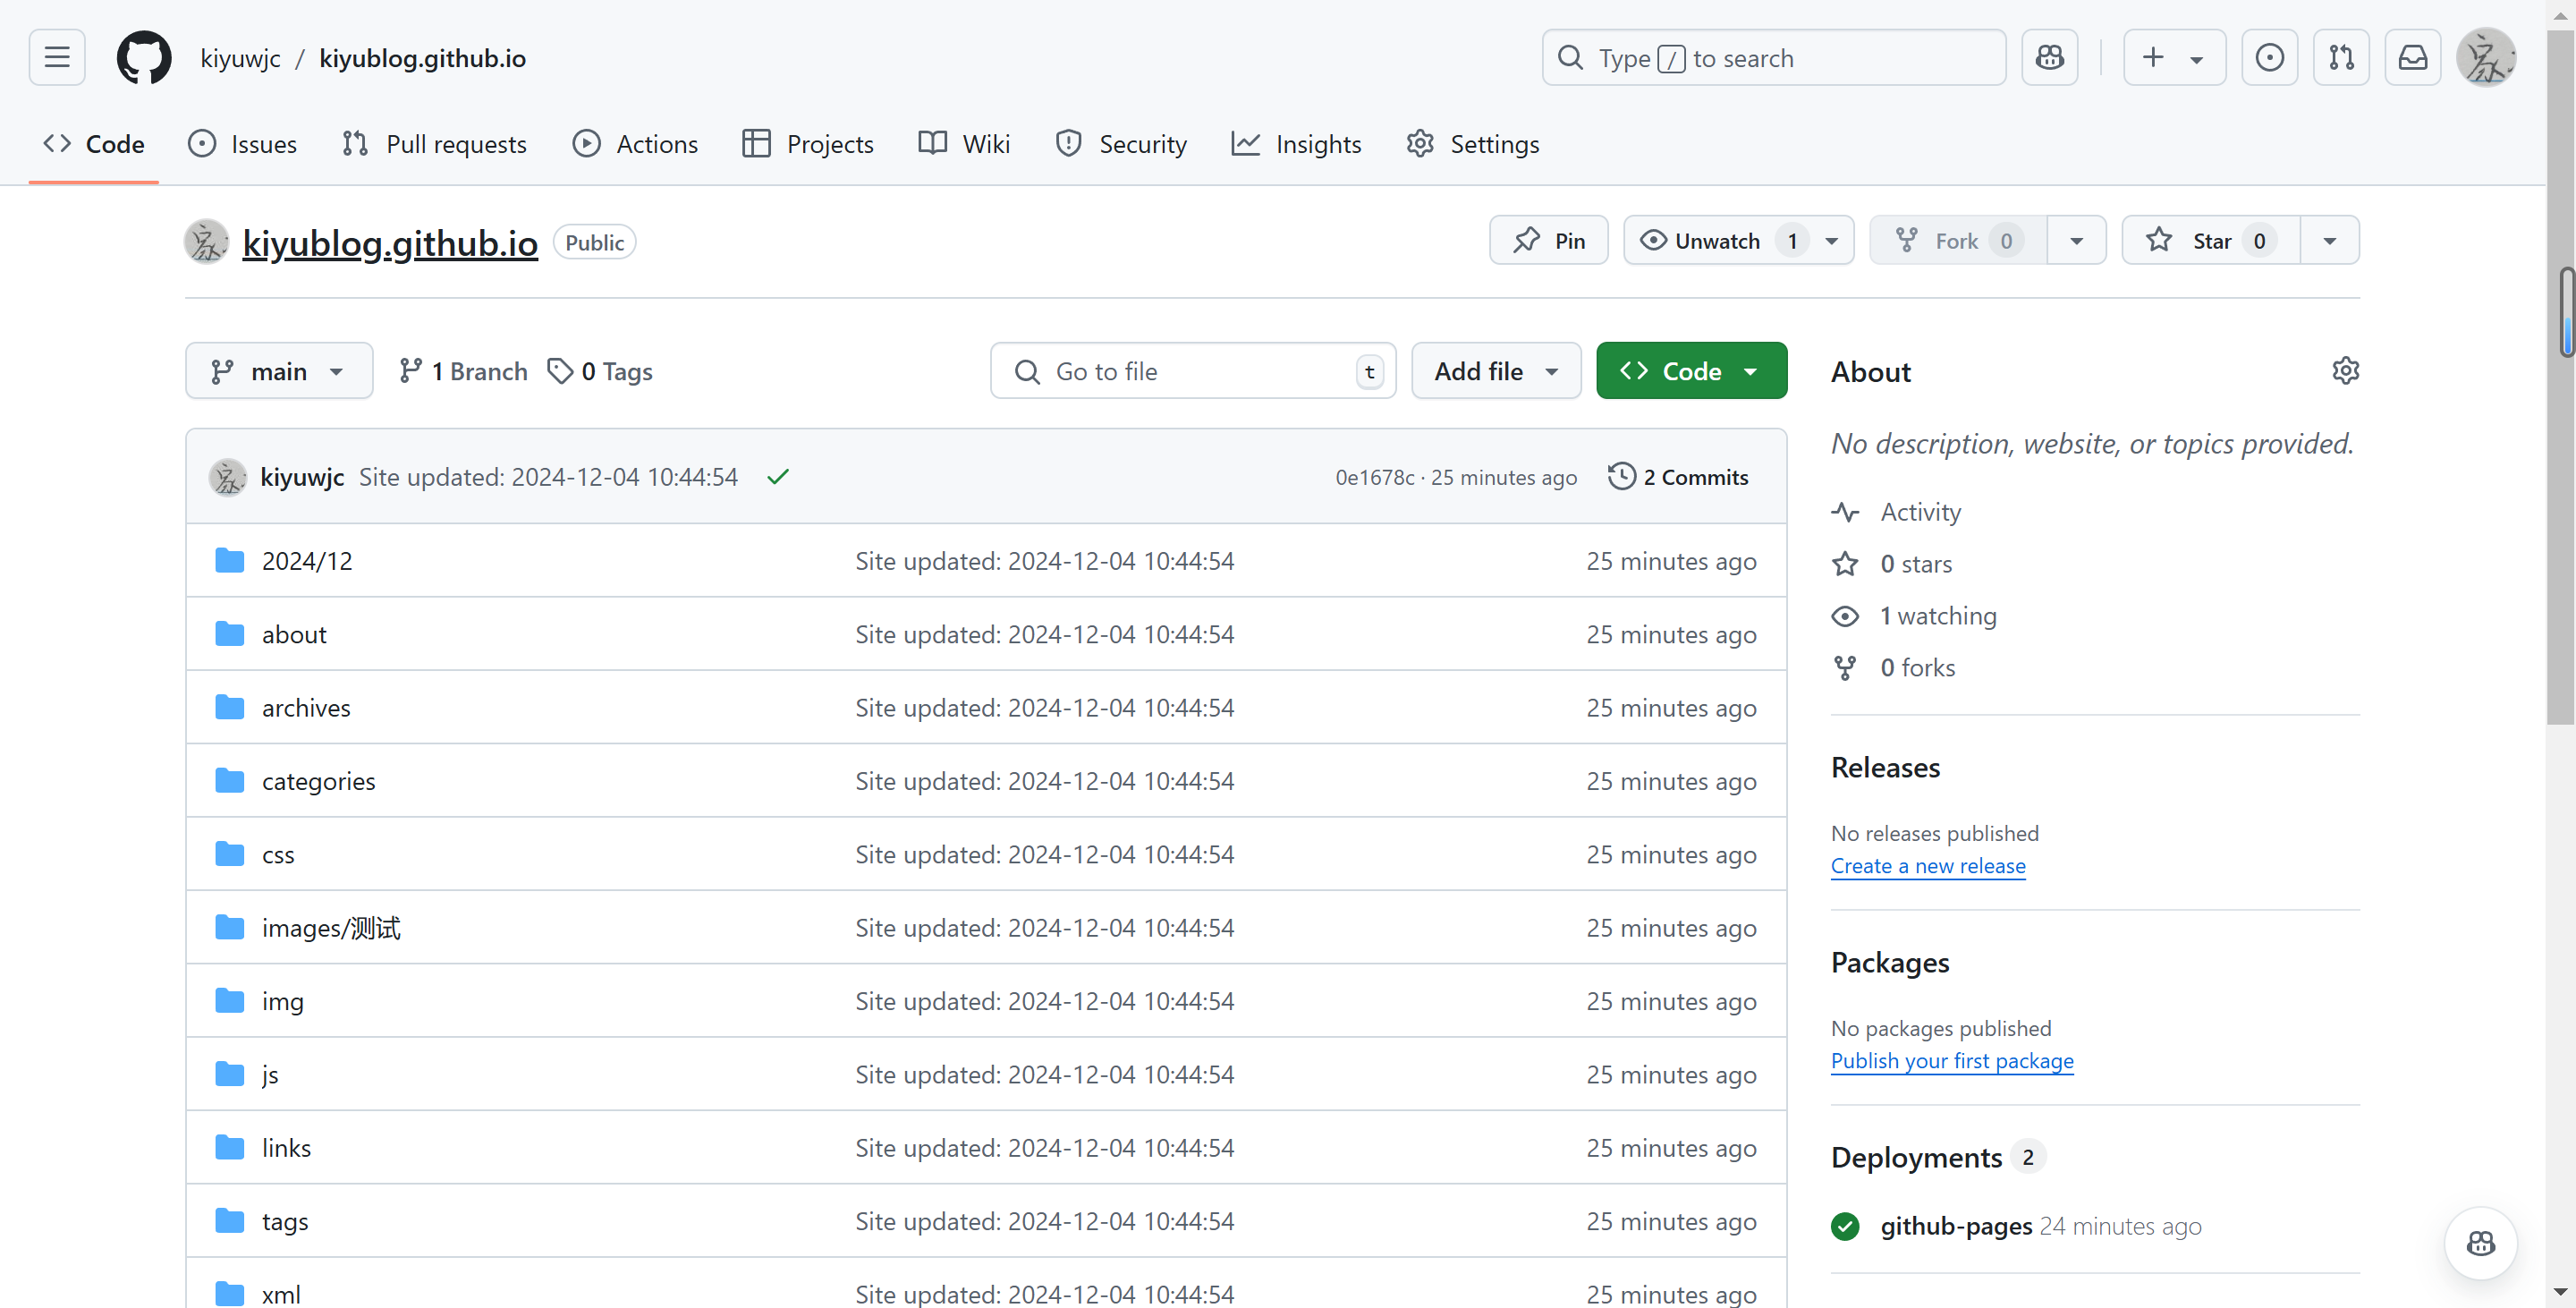 kiyuwjc / kiyublog.github.io
Type / to search
Code Issues Pull requests Actions Projects Wiki Security Insights Settings
kiyublog.github.io Public
Pin Unwatch 1 Fork 0 Star 0
main 1 Branch 0 Tags Go to file t Add file Code
kiyuwjc Site updated: 2024-12-04 10:44:54 0e1678c · 25 minutes ago 2 Commits
2024/12 Site updated: 2024-12-04 10:44:54 25 minutes ago
about Site updated: 2024-12-04 10:44:54 25 minutes ago
archives Site updated: 2024-12-04 10:44:54 25 minutes ago
categories Site updated: 2024-12-04 10:44:54 25 minutes ago
css Site updated: 2024-12-04 10:44:54 25 minutes ago
images/测试 Site updated: 2024-12-04 10:44:54 25 minutes ago
img Site updated: 2024-12-04 10:44:54 25 minutes ago
js Site updated: 2024-12-04 10:44:54 25 minutes ago
links Site updated: 2024-12-04 10:44:54 25 minutes ago
tags Site updated: 2024-12-04 10:44:54 25 minutes ago
xml Site updated: 2024-12-04 10:44:54 25 minutes ago
About
No description, website, or topics provided.
Activity
0 stars
1 watching
0 forks
Releases
No releases published
Create a new release
Packages
No packages published
Publish your first package
Deployments 2
github-pages 24 minutes ago